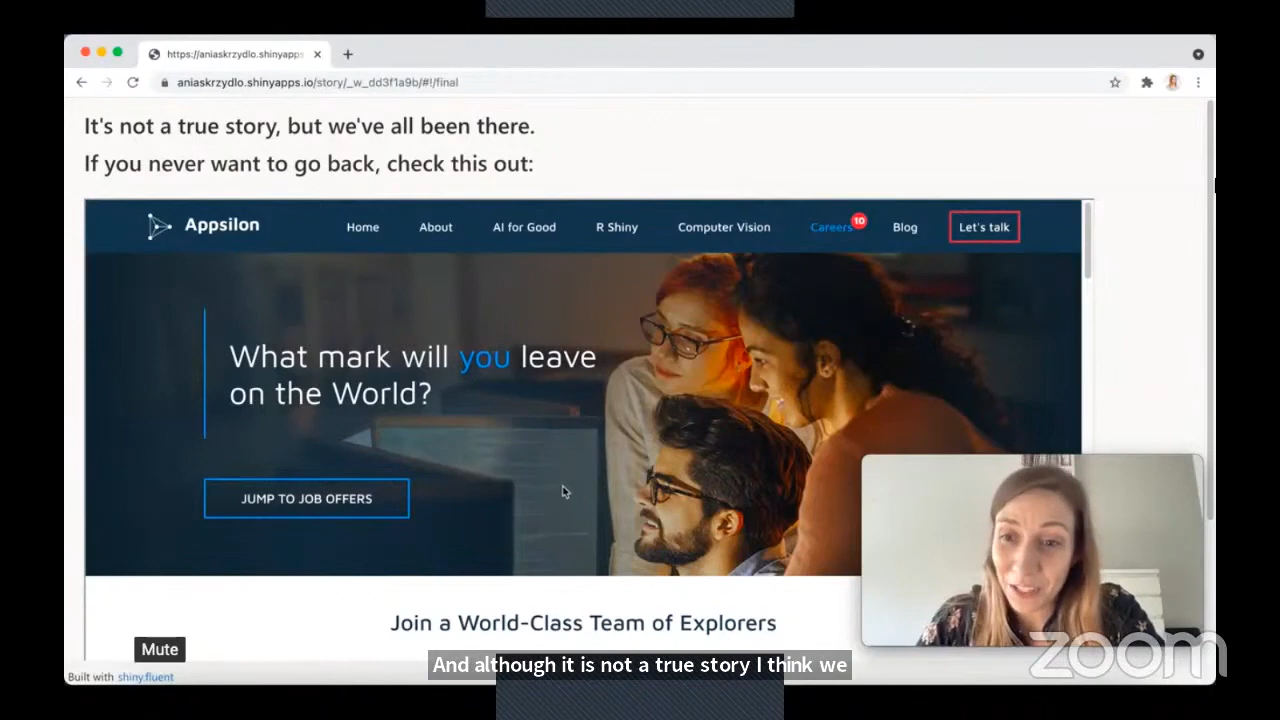 https://aniaskrzydlo.shinyapps
aniaskrzydlo.shinyapps.io/story/_w_dd3f1a9b/#!/final
It's not a true story, but we've all been there.
If you never want to go back, check this out:
Appsilon
Home
About
AI for Good
R Shiny
Computer Vision
Careers
10
Blog
Let's talk
What mark will you leave
on the World?
JUMP TO JOB OFFERS
Join a World-Class Team of Explorers
Mute
And although it is not a true story I think we
zoom
Built with shiny.fluent